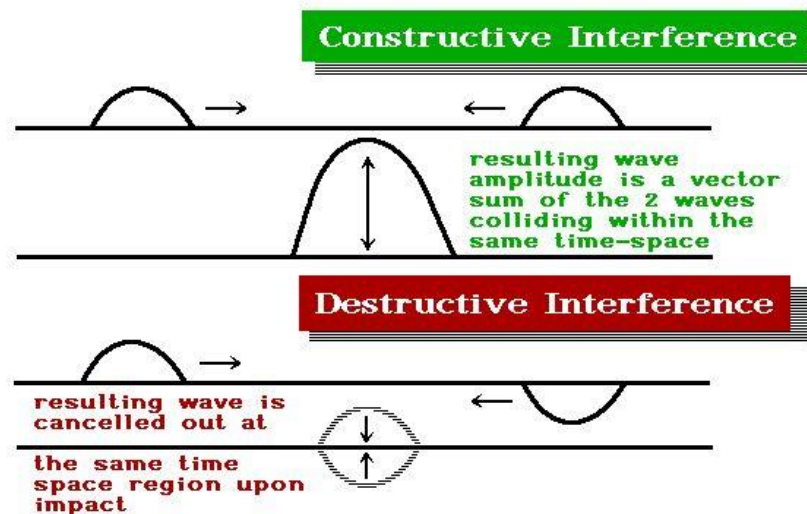 Constructive Interference
resulting wave
amplitude is a vector
sum of the 2 waves
colliding within the
same time-space
Destructive Interference
resulting wave is
cancelled out at
the same time
space region upon
impact